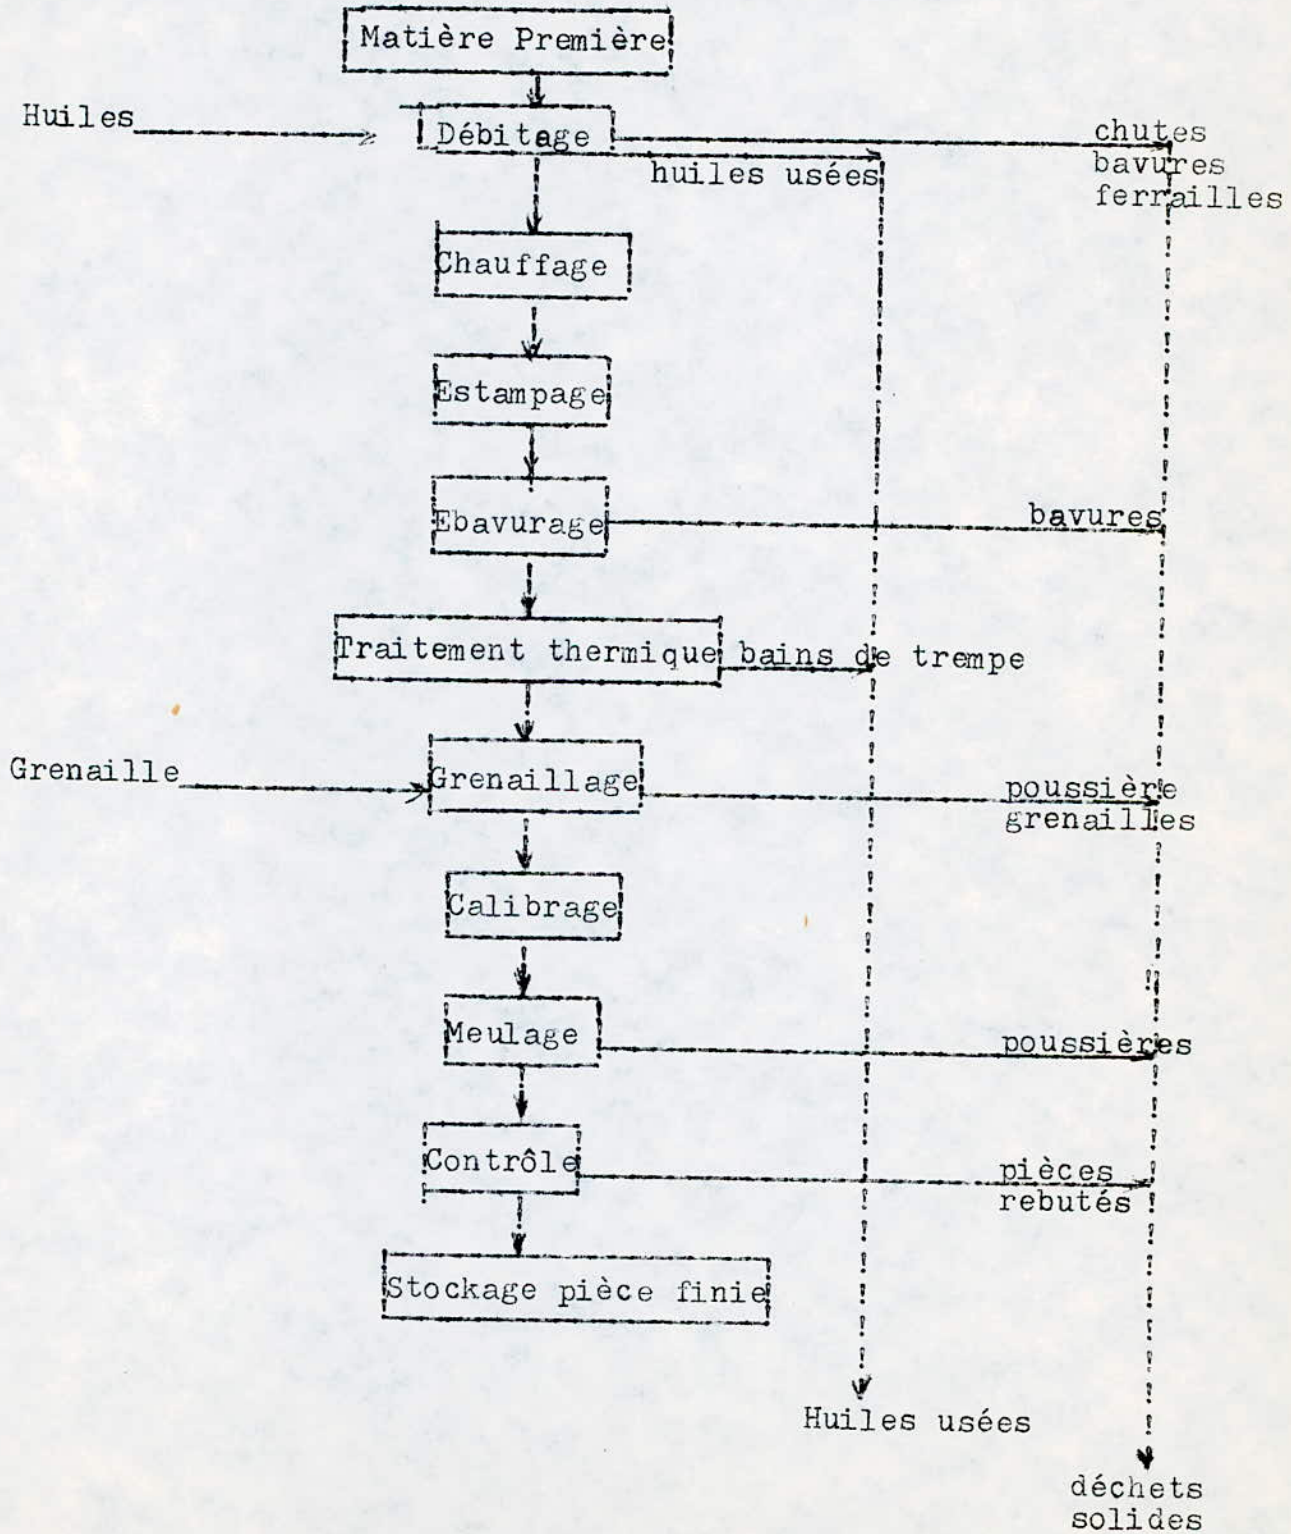 Matière Première
Huiles
Débitage
chutes
bavures
ferrailles
huiles usées
Chauffage
Estampage
Ebavurage
bavures
Traitement thermique
bains de trempe
Grenaille
Grenaillage
poussière
grenailles
Calibrage
Meulage
poussières
Contrôle
pièces
rebutés
Stockage pièce finie
Huiles usées
déchets
solides